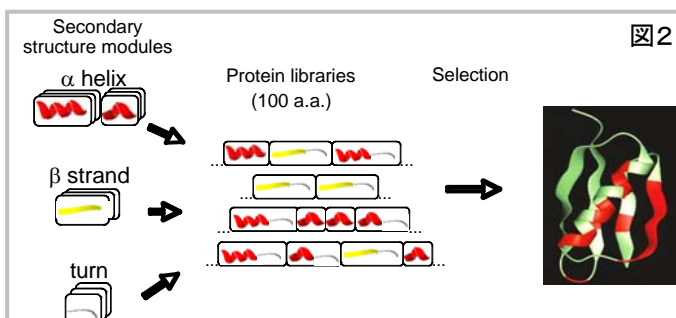 Secondary
structure modules
図2
α helix
Protein libraries
(100 a.a.)
Selection
β strand
turn